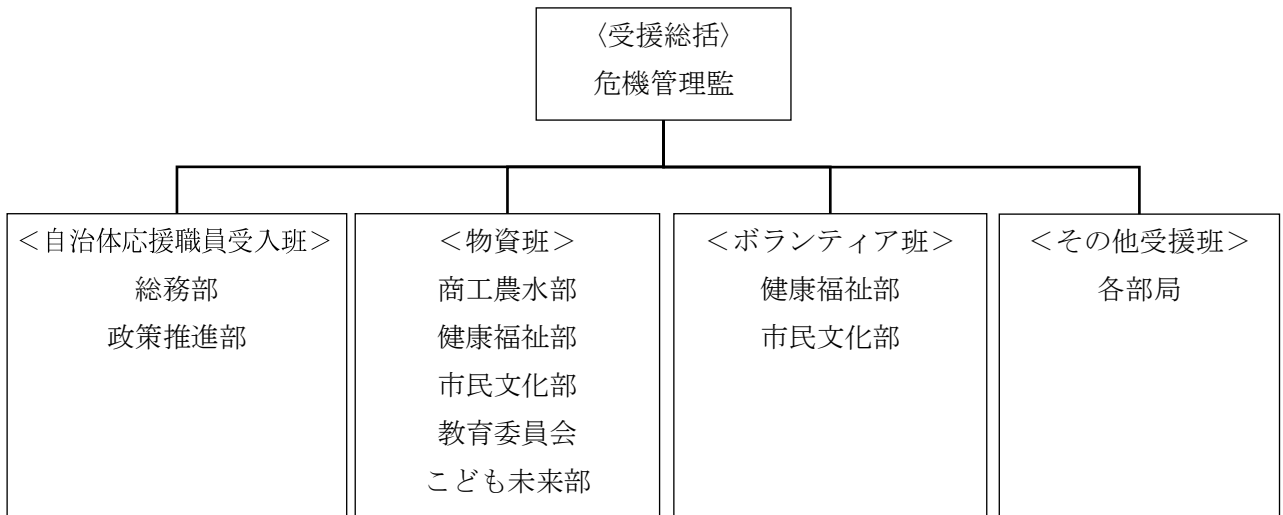 〈受援総括〉
危機管理監
＜自治体応援職員受入班＞
総務部
政策推進部
＜物資班＞
商工農水部
健康福祉部
市民文化部
教育委員会
こども未来部
＜ボランティア班＞
健康福祉部
市民文化部
＜その他受援班＞
各部局